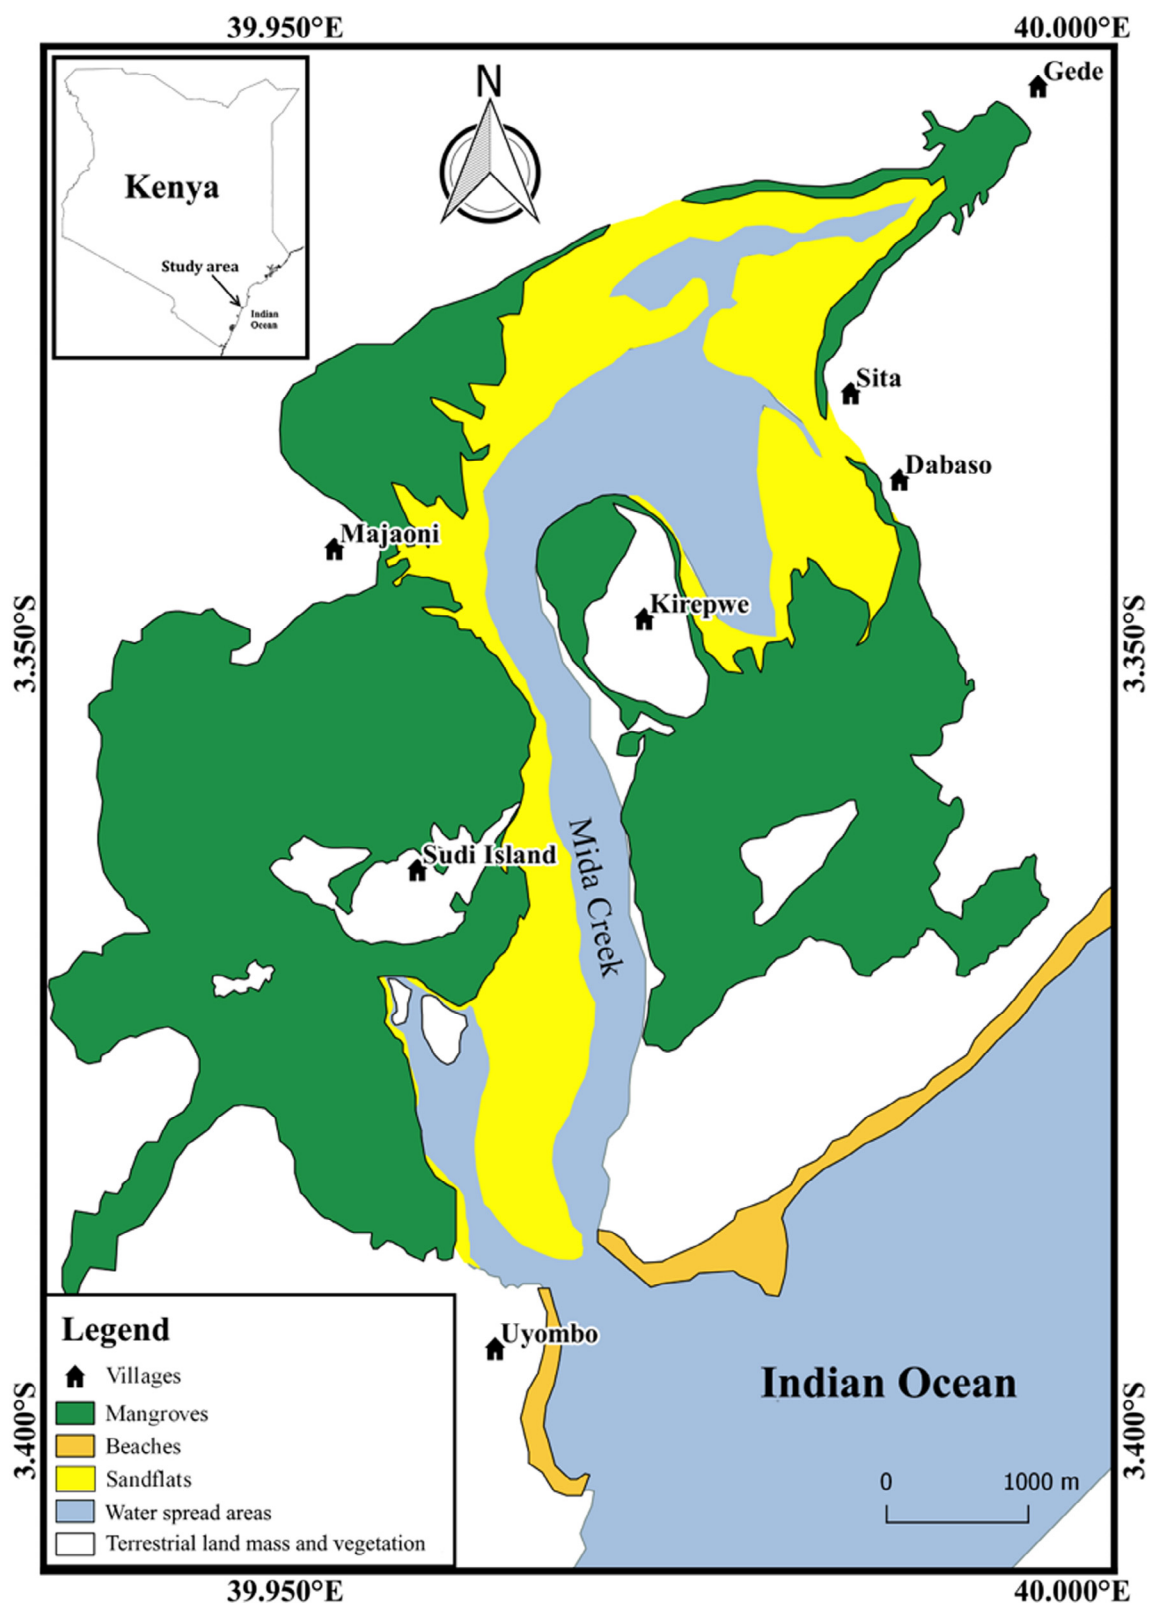 39.950°E 40.000°E
N
Gede
Kenya
Study area
Indian
Ocean
Sita
Dabaso
Majaoni
3.350°S 3.350°S
Kirepwe
Mida Creek
Sudi Island
Uyombo
Indian Ocean
3.400°S 3.400°S
0 1000 m
Legend
Villages
Mangroves
Beaches
Sandflats
Water spread areas
Terrestrial land mass and vegetation
39.950°E 40.000°E